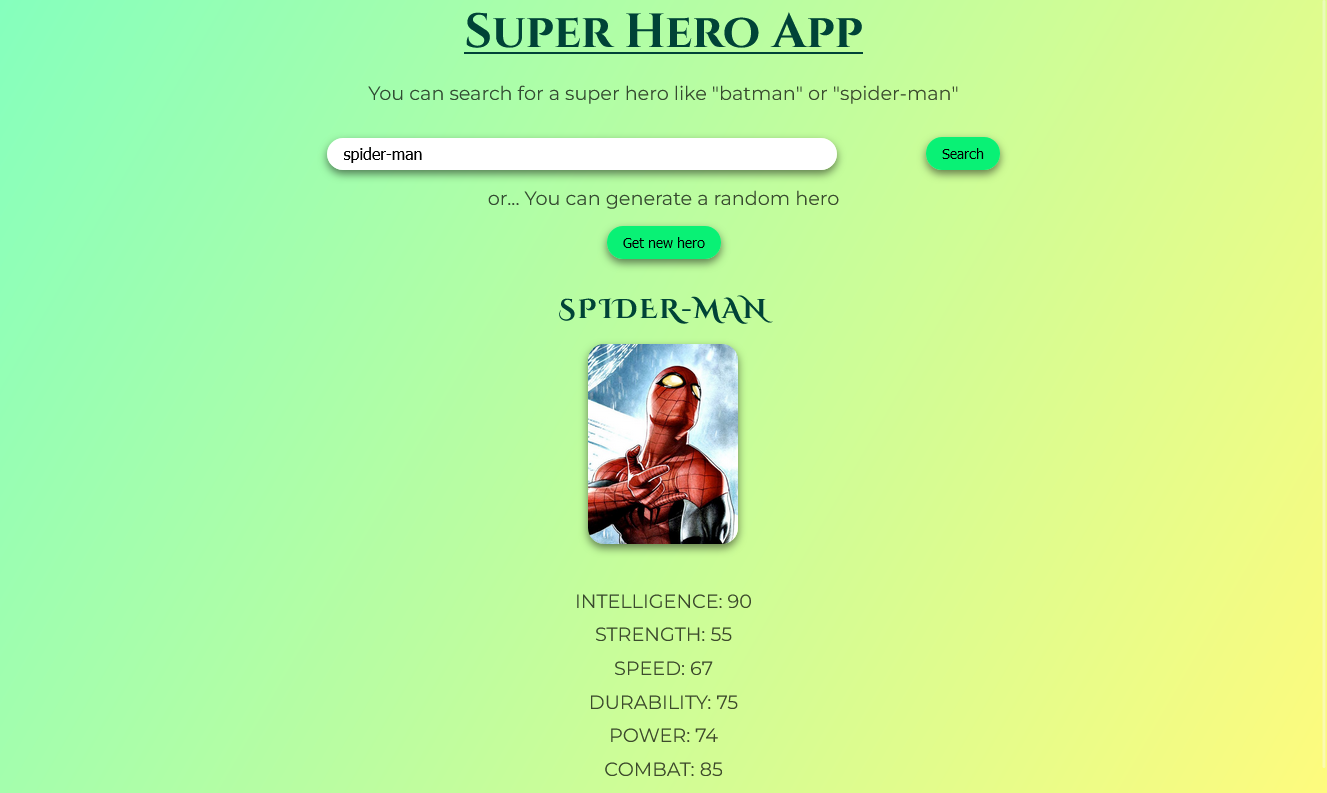 Super Hero App
You can search for a super hero like "batman" or "spider-man"
spider-man
Search
or... You can generate a random hero
Get new hero
SPIDER-MAN
INTELLIGENCE: 90
STRENGTH: 55
SPEED: 67
DURABILITY: 75
POWER: 74
COMBAT: 85